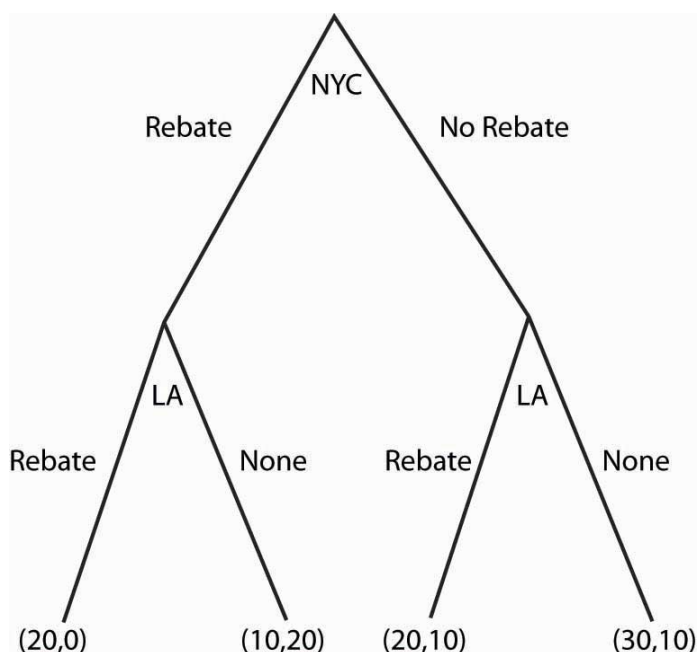 NYC
Rebate
No Rebate
LA
LA
Rebate
None
Rebate
None
(20,0)
(10,20)
(20,10)
(30,10)